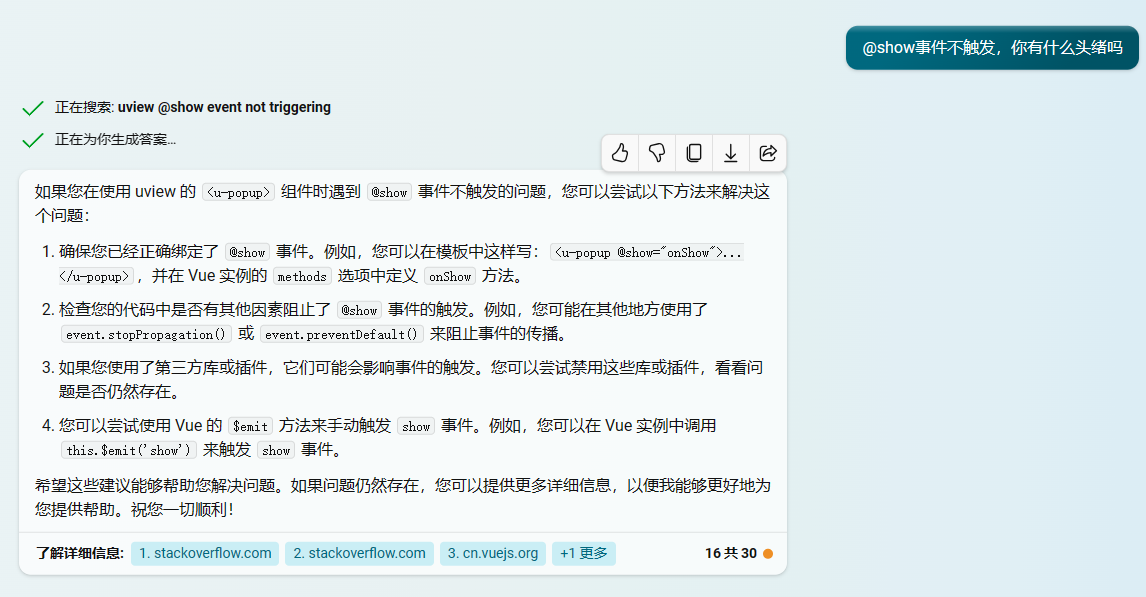 @show事件不触发，你有什么头绪吗
正在搜索: uview @show event not triggering
正在为你生成答案...
如果您在使用 uview 的 <u-popup> 组件时遇到 @show 事件不触发的问题，您可以尝试以下方法来解决这
个问题：
1. 确保您已经正确绑定了 @show 事件。例如，您可以在模板中这样写： <u-popup @show="onShow">...
</u-popup> ，并在 Vue 实例的 methods 选项中定义 onShow 方法。
2. 检查您的代码中是否有其他因素阻止了 @show 事件的触发。例如，您可能在其他地方使用了
event.stopPropagation() 或 event.preventDefault() 来阻止事件的传播。
3. 如果您使用了第三方库或插件，它们可能会影响事件的触发。您可以尝试禁用这些库或插件，看看问
题是否仍然存在。
4. 您可以尝试使用 Vue 的 $emit 方法来手动触发 show 事件。例如，您可以在 Vue 实例中调用
this.$emit('show') 来触发 show 事件。
希望这些建议能够帮助您解决问题。如果问题仍然存在，您可以提供更多详细信息，以便我能够更好地为
您提供帮助。祝您一切顺利！
了解详细信息: 1. stackoverflow.com 2. stackoverflow.com 3. cn.vuejs.org +1 更多 16 共 30